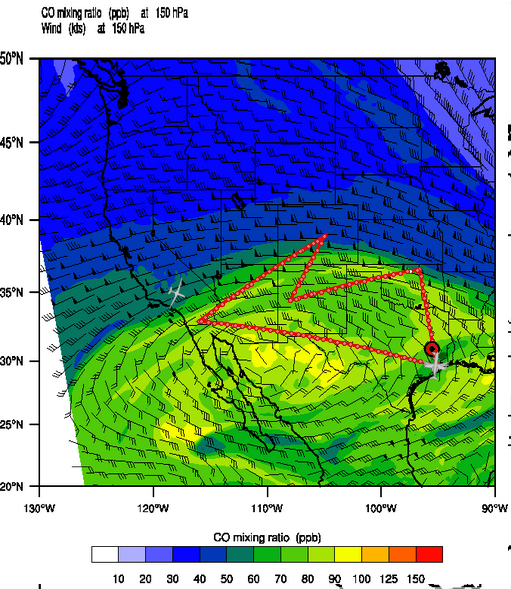 CO mixing ratio (ppb) at 150 hPa
Wind (kts) at 150 hPa
50°N
45°N
40°N
35°N
30°N
25°N
20°N
130°W 120°W 110°W 100°W 90°W
CO mixing ratio (ppb)
10 20 30 40 50 60 70 80 90 100 125 150